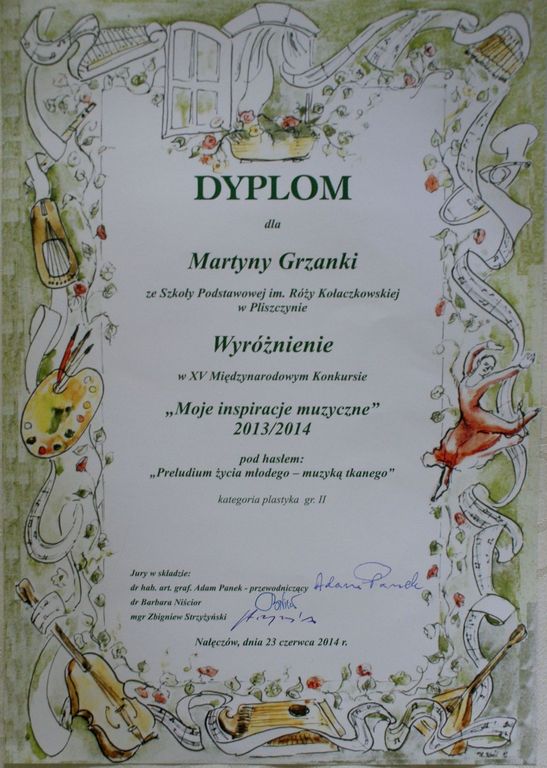 DYPLOM
dla
Martyny Grzanki
ze Szkoły Podstawowej im. Róży Kołaczkowskiej
w Pliszczynie
Wyróżnienie
w XV Międzynarodowym Konkursie
„Moje inspiracje muzyczne”
2013/2014
pod hasłem:
„Preludium życia młodego – muzyką tkanego”
kategoria plastyka gr. II
Jury w składzie:
dr hab. art. graf. Adam Panek - przewodniczący Adam Panek
dr Barbara Niścior
mgr Zbigniew Strzyżyński
Nałęczów, dnia 23 czerwca 2014 r.